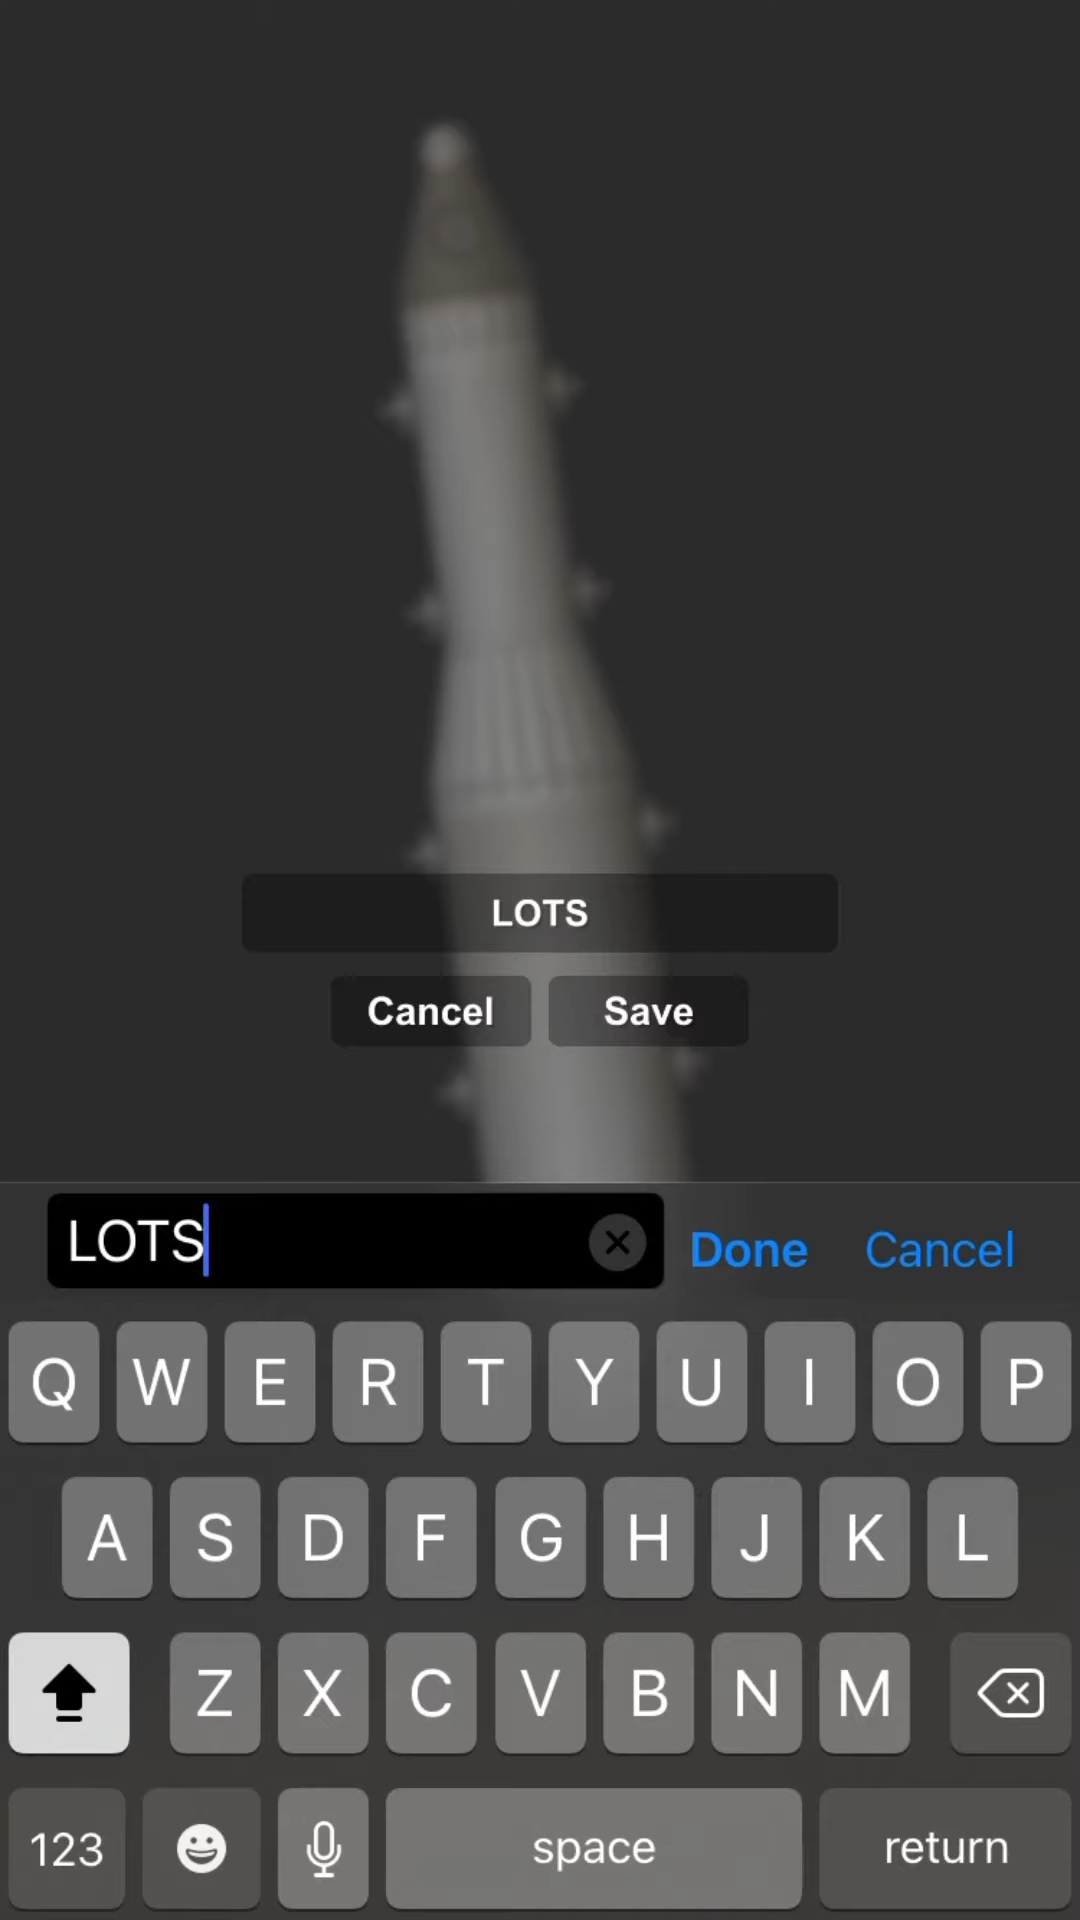 LOTS
Cancel Save
LOTS Done Cancel
Q W E R T Y U I O P
A S D F G H J K L
Z X C V B N M
123 space return